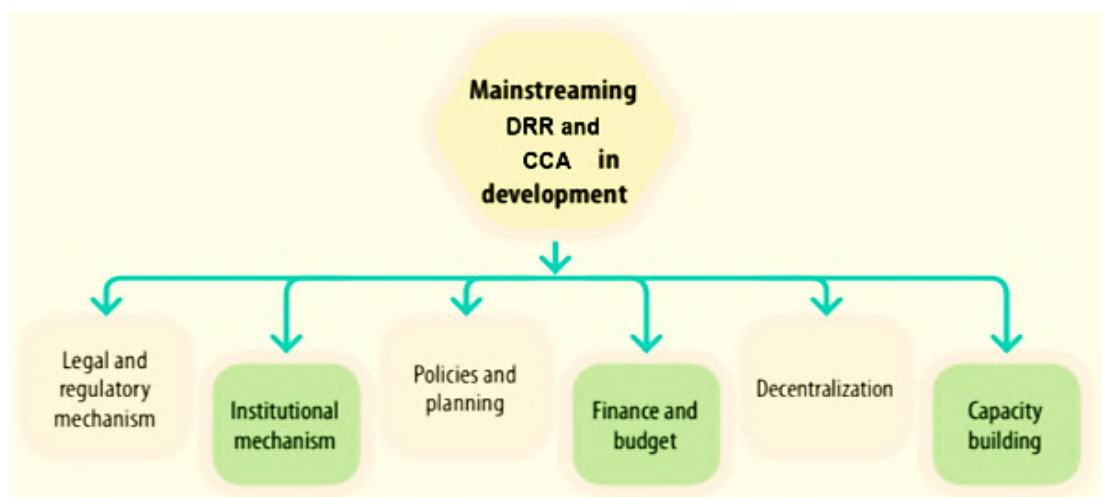 Mainstreaming
DRR and
CCA in
development
Legal and
regulatory
mechanism
Institutional
mechanism
Policies and
planning
Finance and
budget
Decentralization
Capacity
building